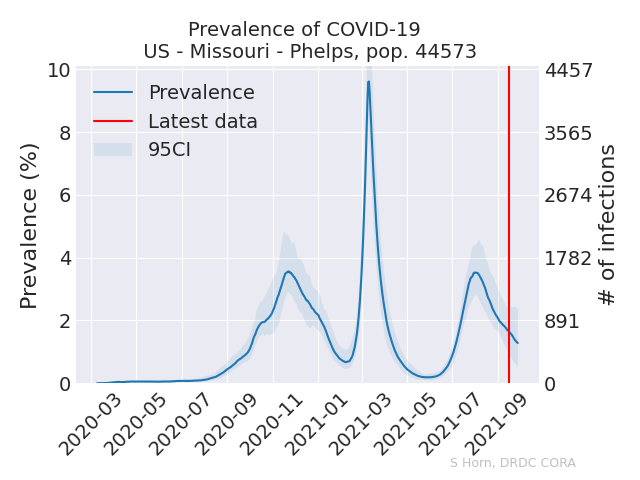 Prevalence of COVID-19
US - Missouri - Phelps, pop. 44573
Prevalence
Latest data
95CI
Prevalence (%)
10
8
6
4
2
0
4457
3565
2674
1782
891
0
# of infections
2020-03
2020-05
2020-07
2020-09
2020-11
2021-01
2021-03
2021-05
2021-07
2021-09
S Horn, DRDC CORA